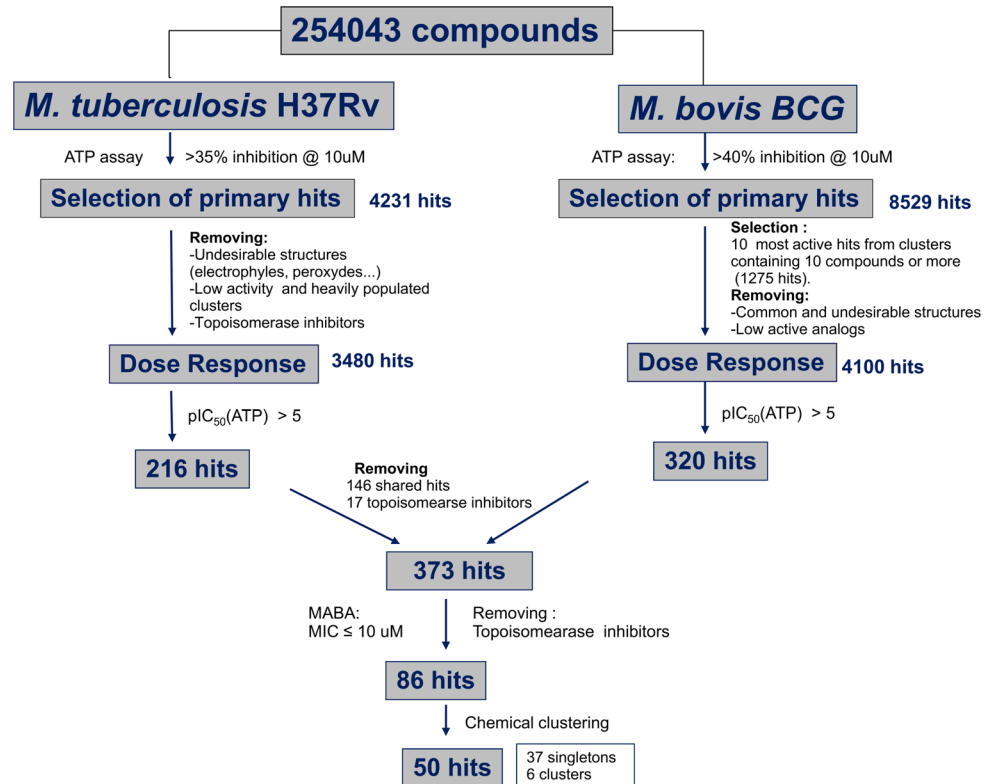 254043 compounds
M. tuberculosis H37Rv
M. bovis BCG
ATP assay >35% inhibition @ 10uM
ATP assay: >40% inhibition @ 10uM
Selection of primary hits
4231 hits
Selection of primary hits
8529 hits
Removing:
-Undesirable structures
(electrophyles, peroxydes...)
-Low activity and heavily populated
clusters
-Topoisomerase inhibitors
Selection :
10 most active hits from clusters
containing 10 compounds or more
(1275 hits).
Removing:
-Common and undesirable structures
-Low active analogs
Dose Response
3480 hits
Dose Response
4100 hits
pIC50(ATP) > 5
pIC50(ATP) > 5
216 hits
320 hits
Removing
146 shared hits
17 topoisomearse inhibitors
373 hits
MABA:
MIC ≤ 10 uM
Removing :
Topoisomearase inhibitors
86 hits
Chemical clustering
50 hits
37 singletons
6 clusters